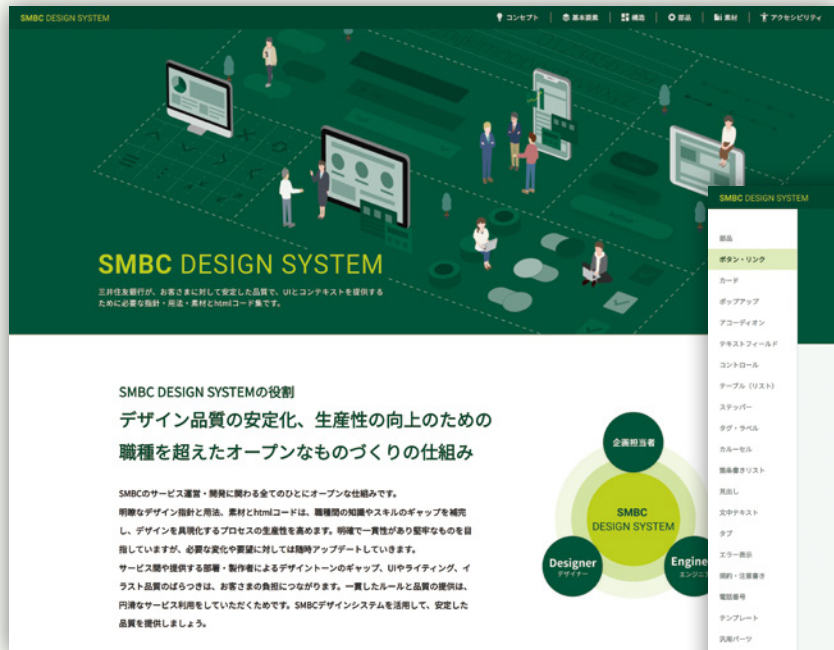 SMBC DESIGN SYSTEM
コンセプト
基本要素
構造
部品
素材
アクセシビリティ
SMBC DESIGN SYSTEM
三井住友銀行が、お客さまに対して安定した品質で、UIとコンテキストを提供する
ために必要な指針・用法・素材とhtmlコード集です。
SMBC DESIGN SYSTEMの役割
デザイン品質の安定化、生産性の向上のための
職種を超えたオープンなものづくりの仕組み
SMBCのサービス運営・開発に関わる全てのひとにオープンな仕組みです。
明瞭なデザイン指針と用法、素材とhtmlコードは、職種間の知識やスキルのギャップを補完
し、デザインを具現化するプロセスの生産性を高めます。明確で一貫性があり堅牢なものを目
指していますが、必要な変化や要望に対しては随時アップデートしていきます。
サービス間や提供する部署・製作者によるデザイントーンのギャップ、UIやライティング、イ
ラスト品質のばらつきは、お客さまの負担につながります。一貫したルールと品質の提供は、
円滑なサービス利用をしていただくためです。SMBCデザインシステムを活用して、安定した
品質を提供しましょう。
企画担当者
SMBC
DESIGN SYSTEM
Designer
デザイナー
Engine
エンジニア
SMBC DESIGN SYSTEM
部品
ボタン・リンク
カード
ポップアップ
アコーディオン
テキストフィールド
コントロール
テーブル（リスト）
ステッパー
タグ・ラベル
カルーセル
箇条書きリスト
見出し
文中テキスト
タブ
エラー表示
規約・注意書き
電話番号
テンプレート
汎用パーツ